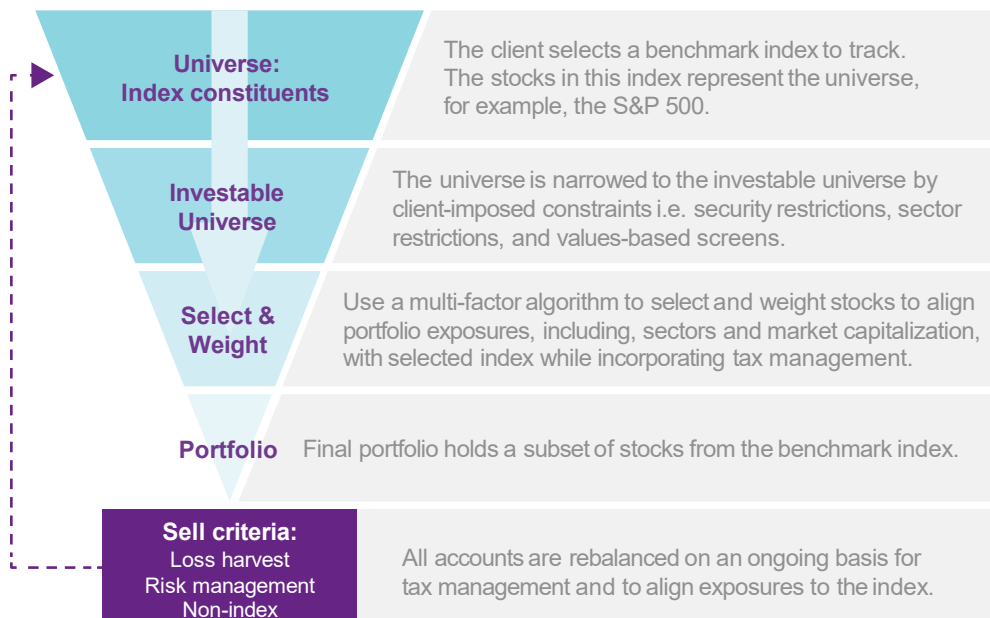 Universe:
Index constituents
The client selects a benchmark index to track.
The stocks in this index represent the universe,
for example, the S&P 500.
Investable
Universe
The universe is narrowed to the investable universe by
client-imposed constraints i.e. security restrictions, sector
restrictions, and values-based screens.
Select &
Weight
Use a multi-factor algorithm to select and weight stocks to align
portfolio exposures, including, sectors and market capitalization,
with selected index while incorporating tax management.
Portfolio
Final portfolio holds a subset of stocks from the benchmark index.
Sell criteria:
Loss harvest
Risk management
Non-index
All accounts are rebalanced on an ongoing basis for
tax management and to align exposures to the index.